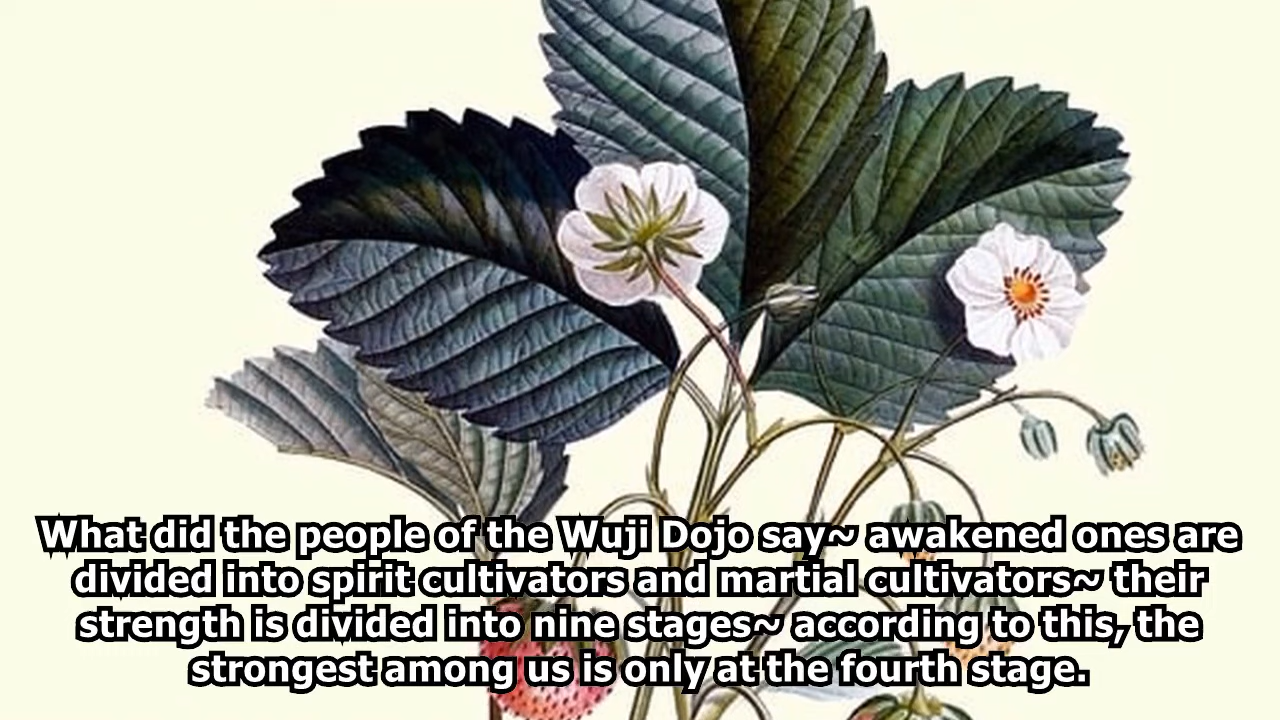 What did the people of the Wuji Dojo say~ awakened ones are
divided into spirit cultivators and martial cultivators~ their
strength is divided into nine stages~ according to this, the
strongest among us is only at the fourth stage.